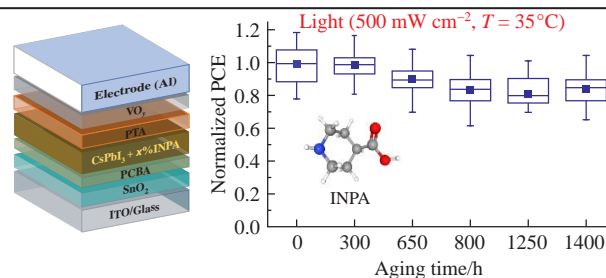 Electrode (Al)
VOₓ
PTA
CsPbI₃ + x%INPA
PCBA
SnO₂
ITO/Glass
Light (500 mW cm⁻², T = 35°C)
Normalized PCE
1.2
1.0
0.8
0.6
0.4
0.2
0.0
INPA
0 300 650 800 1250 1400
Aging time/h